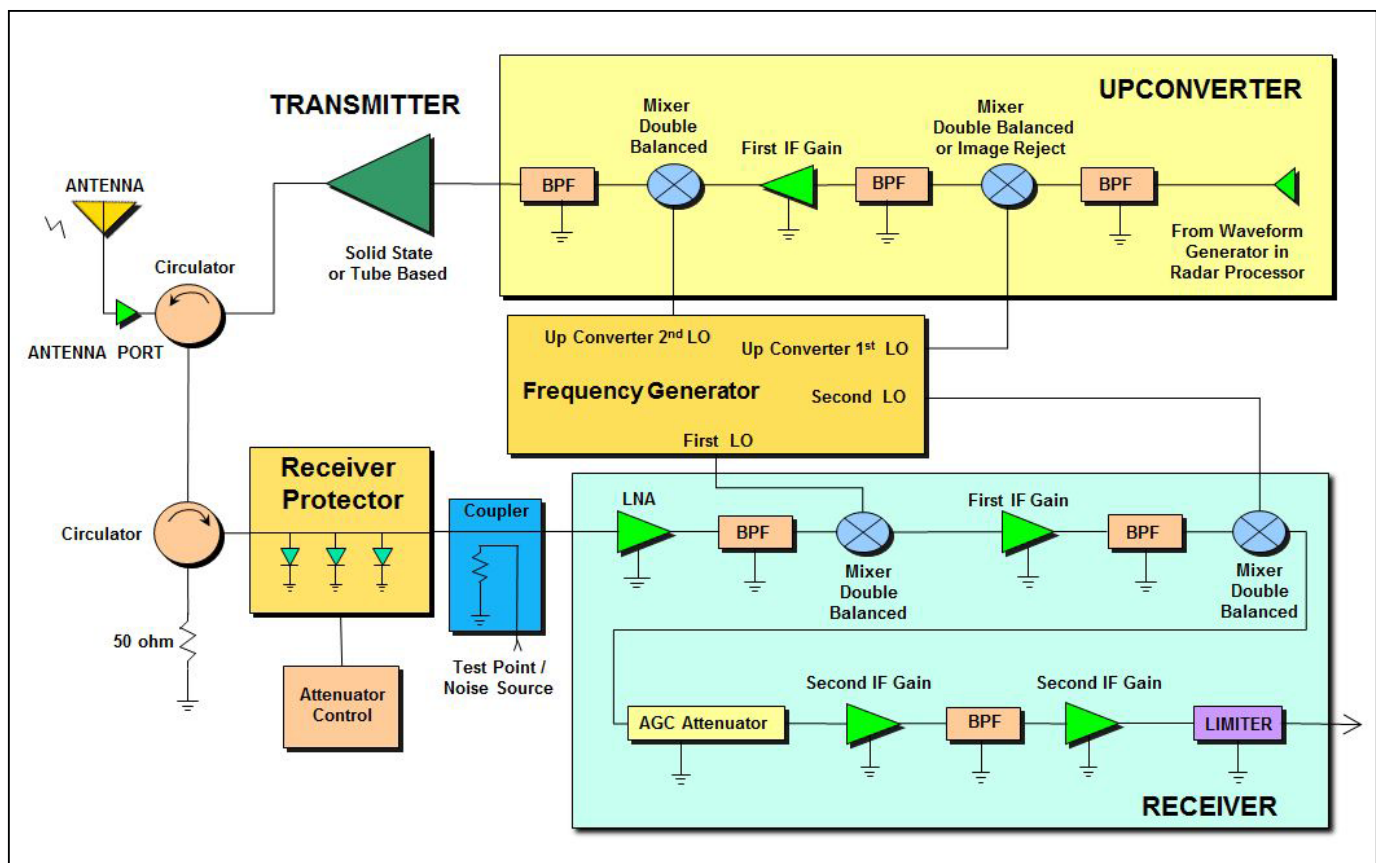 UPCONVERTER
TRANSMITTER
Mixer
Double
Balanced
First IF Gain
Mixer
Double Balanced
or Image Reject
BPF
BPF
BPF
From Waveform
Generator in
Radar Processor
Solid State
or Tube Based
ANTENNA
Circulator
ANTENNA PORT
Up Converter 2nd LO
Up Converter 1st LO
Frequency Generator
Second LO
First LO
Receiver
Protector
Circulator
50 ohm
Attenuator
Control
Coupler
Test Point /
Noise Source
LNA
BPF
Mixer
Double
Balanced
First IF Gain
BPF
Mixer
Double
Balanced
AGC Attenuator
Second IF Gain
BPF
Second IF Gain
LIMITER
RECEIVER